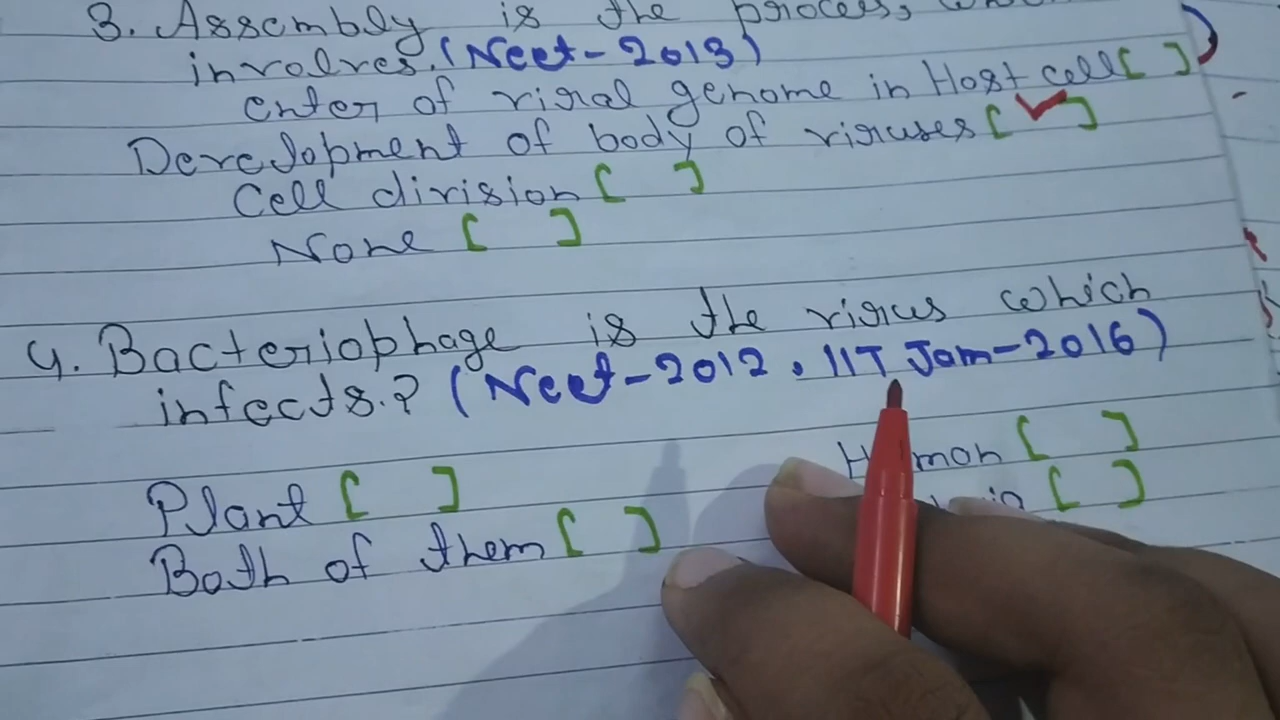 3. Assembly is the process,
involves. (Neet-2013)
enter of viral genome in Host cell [ ]
Development of body of viruses [✓]
Cell division [ ]
None [ ]
4. Bacteriophage is the virus which
infects.? (Neet-2012, IIT Jam-2016)
Plant [ ] [ ]
Both of them [ ] [ ]